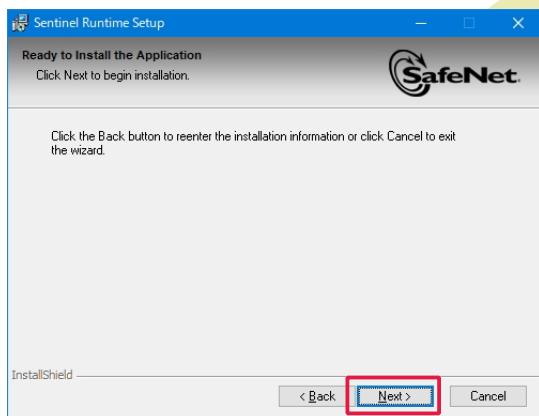 Sentinel Runtime Setup
Ready to Install the Application
Click Next to begin installation.
SafeNet.
Click the Back button to reenter the installation information or click Cancel to exit
the wizard.
InstallShield
< Back
Next >
Cancel